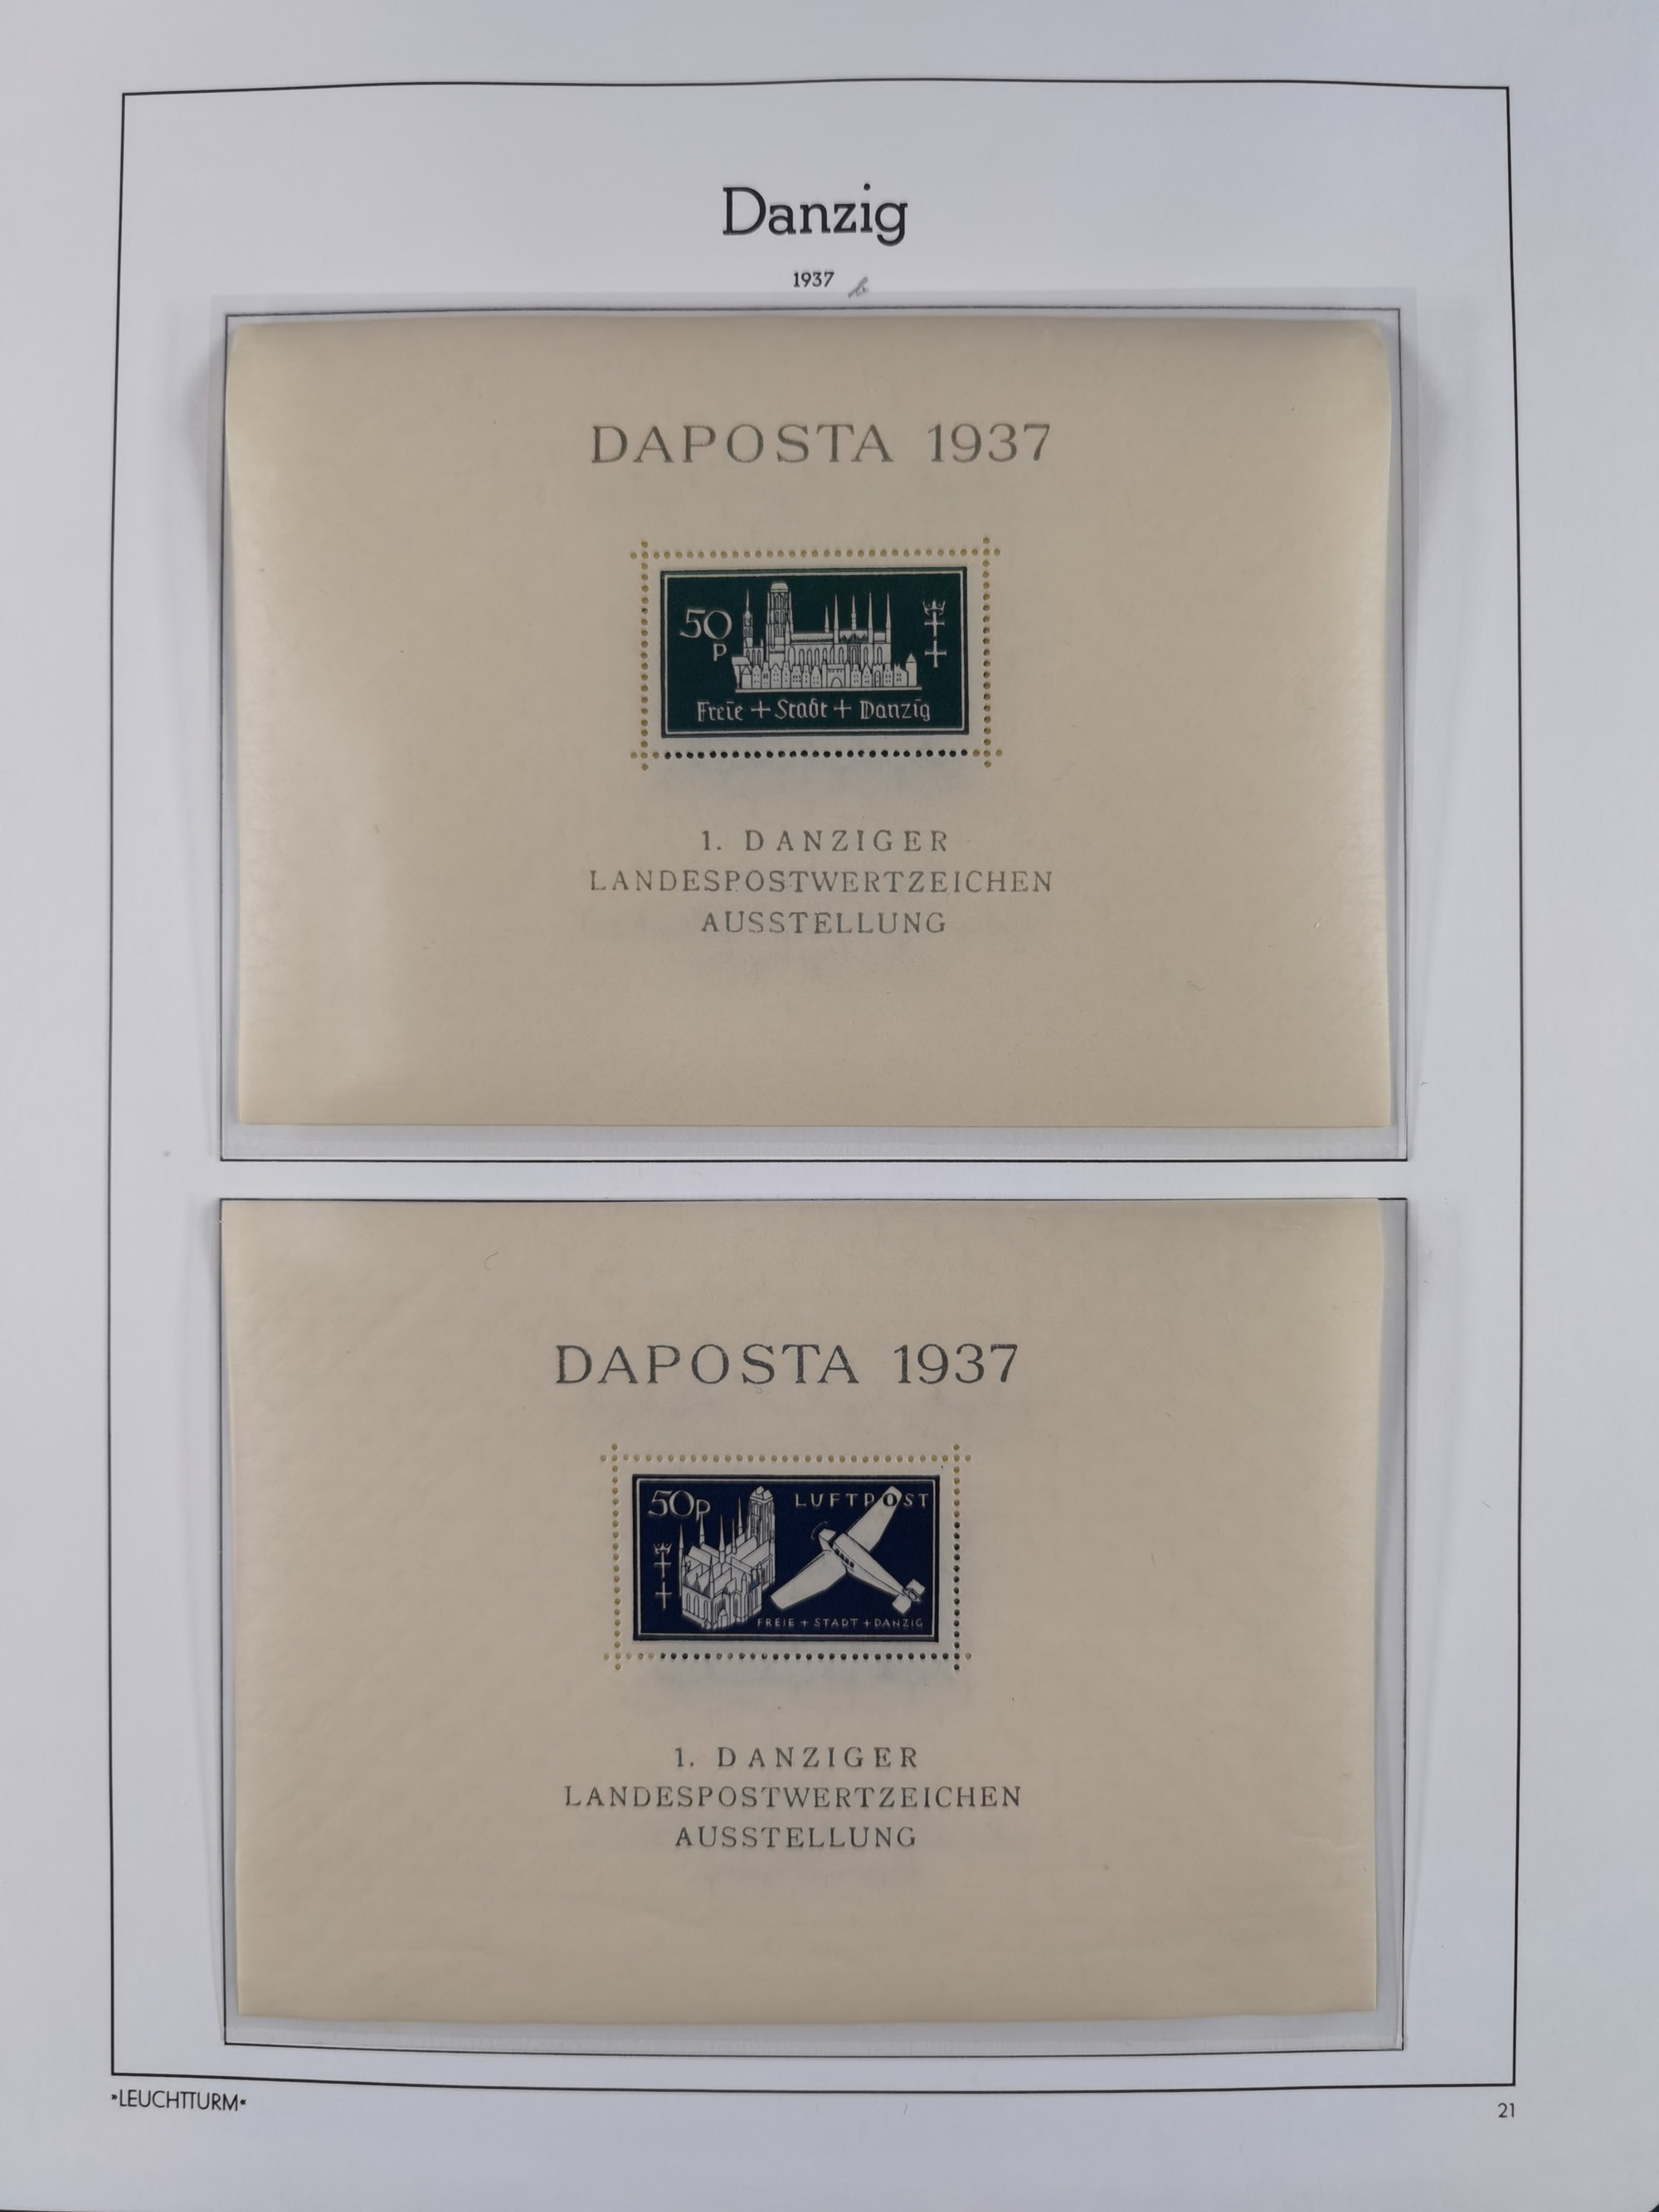 Danzig
1937 b
DAPOSTA 1937
50
P
Freie + Stadt + Danzig
1. DANZIGER
LANDESPOSTWERTZEICHEN
AUSSTELLUNG
DAPOSTA 1937
50P LUFTPOST
FREIE + STADT + DANZIG
1. DANZIGER
LANDESPOSTWERTZEICHEN
AUSSTELLUNG
»LEUCHTTURM«
21